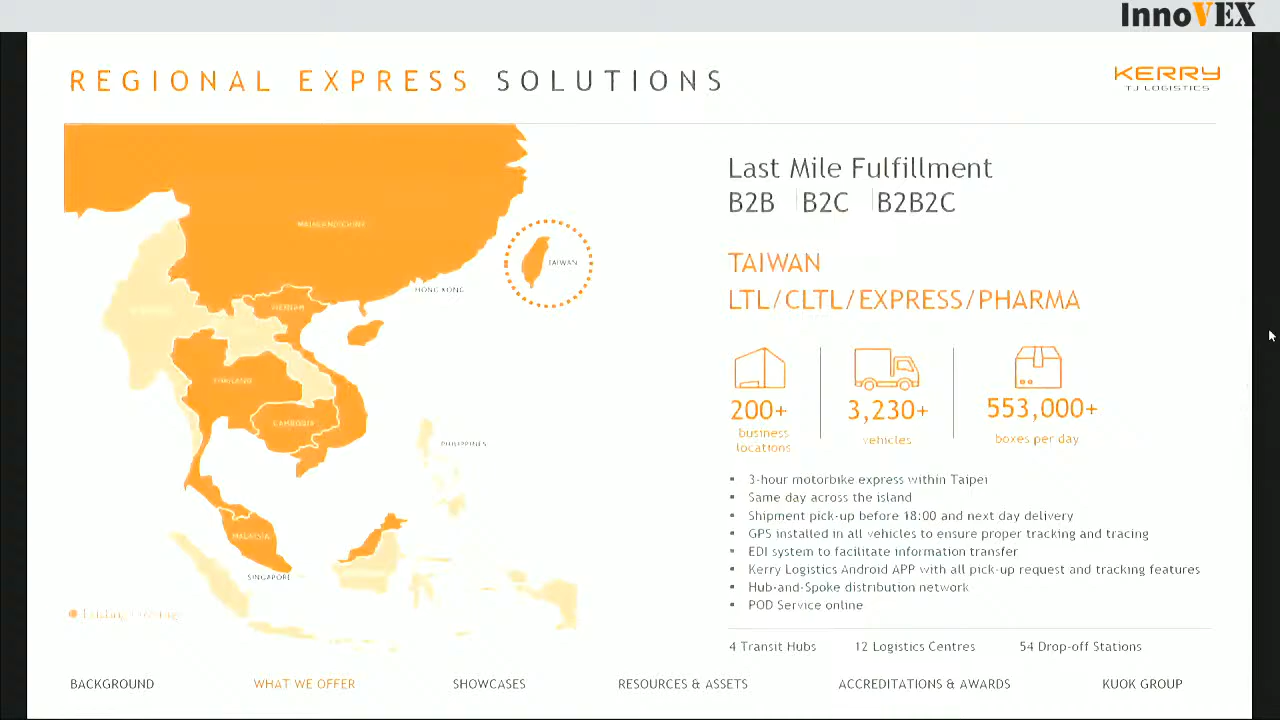 InnoVEX
REGIONAL EXPRESS SOLUTIONS
KERRY
TJ LOGISTICS
Last Mile Fulfillment
B2B B2C B2B2C
MAINLAND CHINA
TAIWAN
HONG KONG
VIETNAM
THAILAND
CAMBODIA
PHILIPPINES
MALAYSIA
SINGAPORE
TAIWAN
LTL/CLTL/EXPRESS/PHARMA
200+
business
locations
3,230+
vehicles
553,000+
boxes per day
▪ 3-hour motorbike express within Taipei
▪ Same day across the island
▪ Shipment pick-up before 18:00 and next day delivery
▪ GPS installed in all vehicles to ensure proper tracking and tracing
▪ EDI system to facilitate information transfer
▪ Kerry Logistics Android APP with all pick-up request and tracking features
▪ Hub-and-Spoke distribution network
▪ POD Service online
4 Transit Hubs 12 Logistics Centres 54 Drop-off Stations
BACKGROUND WHAT WE OFFER SHOWCASES RESOURCES & ASSETS ACCREDITATIONS & AWARDS KUOK GROUP